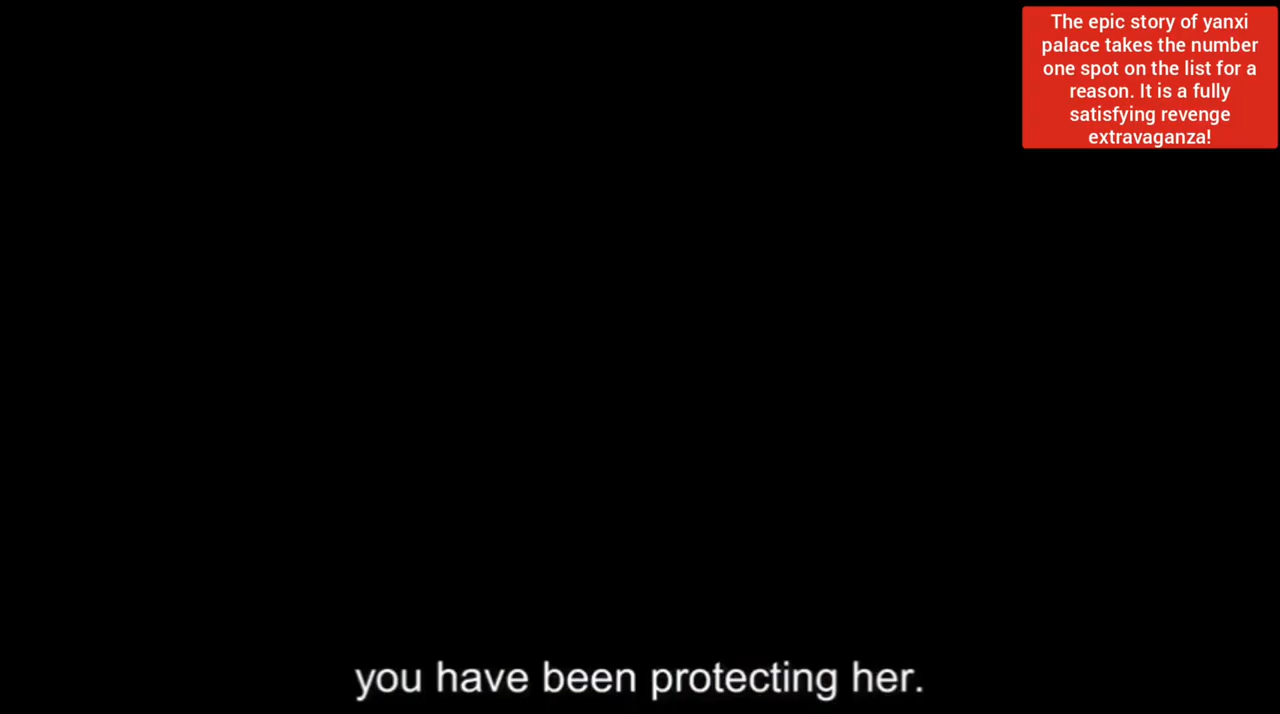 The epic story of yanxi
palace takes the number
one spot on the list for a
reason. It is a fully
satisfying revenge
extravaganza!
you have been protecting her.